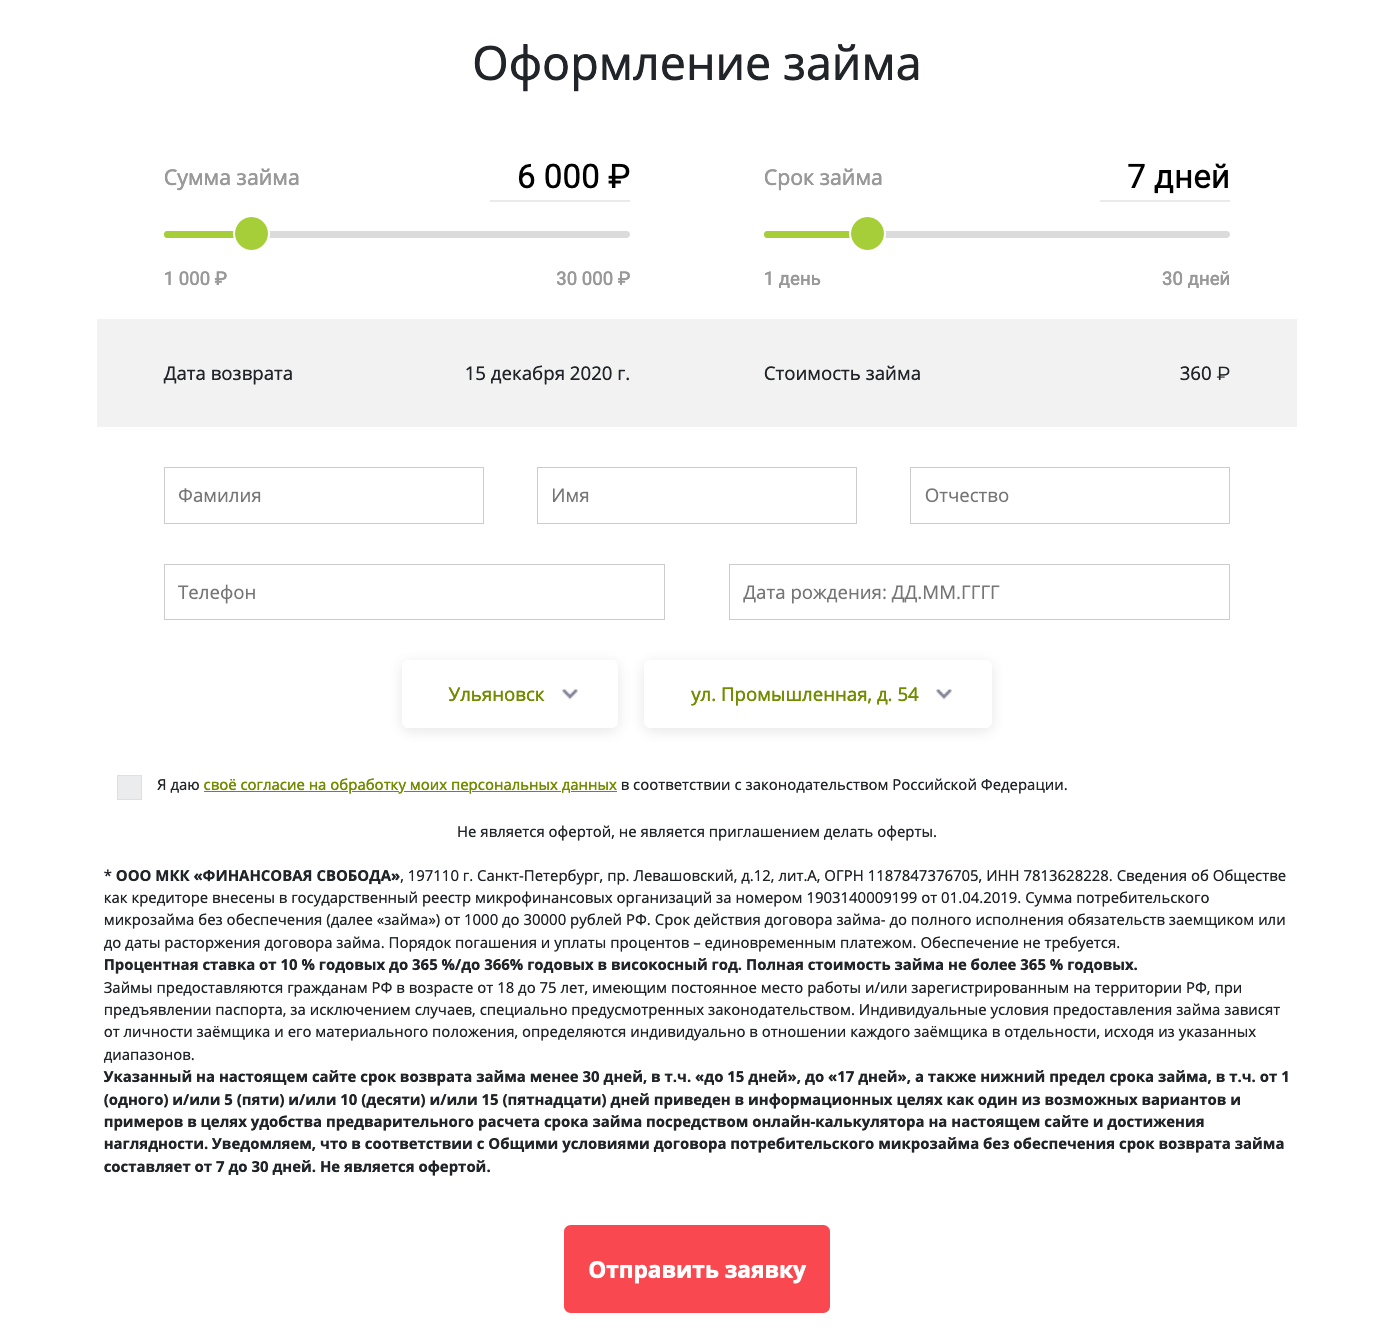 Оформление займа
Сумма займа 6 000 ₽
Срок займа 7 дней
1 000 ₽ 30 000 ₽
1 день 30 дней
Дата возврата 15 декабря 2020 г.
Стоимость займа 360 ₽
Фамилия Имя Отчество
Телефон Дата рождения: ДД.ММ.ГГГГ
Ульяновск ул. Промышленная, д. 54
Я даю своё согласие на обработку моих персональных данных в соответствии с законодательством Российской Федерации.
Не является офертой, не является приглашением делать оферты.
* ООО МКК «ФИНАНСОВАЯ СВОБОДА», 197110 г. Санкт-Петербург, пр. Левашовский, д.12, лит.А, ОГРН 1187847376705, ИНН 7813628228. Сведения об Обществе
как кредиторе внесены в государственный реестр микрофинансовых организаций за номером 1903140009199 от 01.04.2019. Сумма потребительского
микрозайма без обеспечения (далее «займа») от 1000 до 30000 рублей РФ. Срок действия договора займа- до полного исполнения обязательств заемщиком или
до даты расторжения договора займа. Порядок погашения и уплаты процентов – единовременным платежом. Обеспечение не требуется.
Процентная ставка от 10 % годовых до 365 %/до 366% годовых в високосный год. Полная стоимость займа не более 365 % годовых.
Займы предоставляются гражданам РФ в возрасте от 18 до 75 лет, имеющим постоянное место работы и/или зарегистрированным на территории РФ, при
предъявлении паспорта, за исключением случаев, специально предусмотренных законодательством. Индивидуальные условия предоставления займа зависят
от личности заёмщика и его материального положения, определяются индивидуально в отношении каждого заёмщика в отдельности, исходя из указанных
диапазонов.
Указанный на настоящем сайте срок возврата займа менее 30 дней, в т.ч. «до 15 дней», до «17 дней», а также нижний предел срока займа, в т.ч. от 1
(одного) и/или 5 (пяти) и/или 10 (десяти) и/или 15 (пятнадцати) дней приведен в информационных целях как один из возможных вариантов и
примеров в целях удобства предварительного расчета срока займа посредством онлайн-калькулятора на настоящем сайте и достижения
наглядности. Уведомляем, что в соответствии с Общими условиями договора потребительского микрозайма без обеспечения срок возврата займа
составляет от 7 до 30 дней. Не является офертой.
Отправить заявку